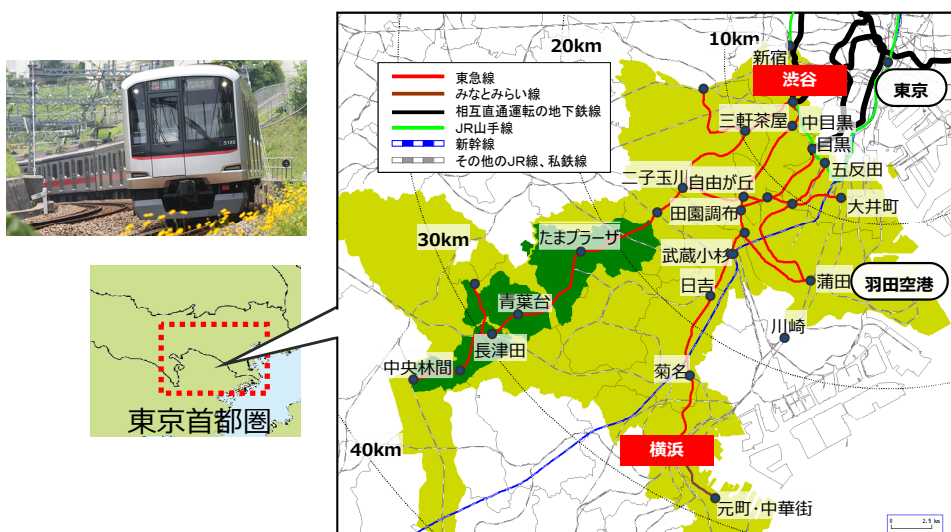 20km
10km
新宿
渋谷
東京
東急線
みなとみらい線
相互直通運転の地下鉄線
JR山手線
新幹線
その他のJR線、私鉄線
三軒茶屋
中目黒
目黒
五反田
二子玉川
自由が丘
大井町
田園調布
30km
たまプラーザ
武蔵小杉
蒲田
羽田空港
日吉
青葉台
川崎
長津田
中央林間
菊名
東京首都圏
40km
横浜
元町・中華街
0 2.5 km